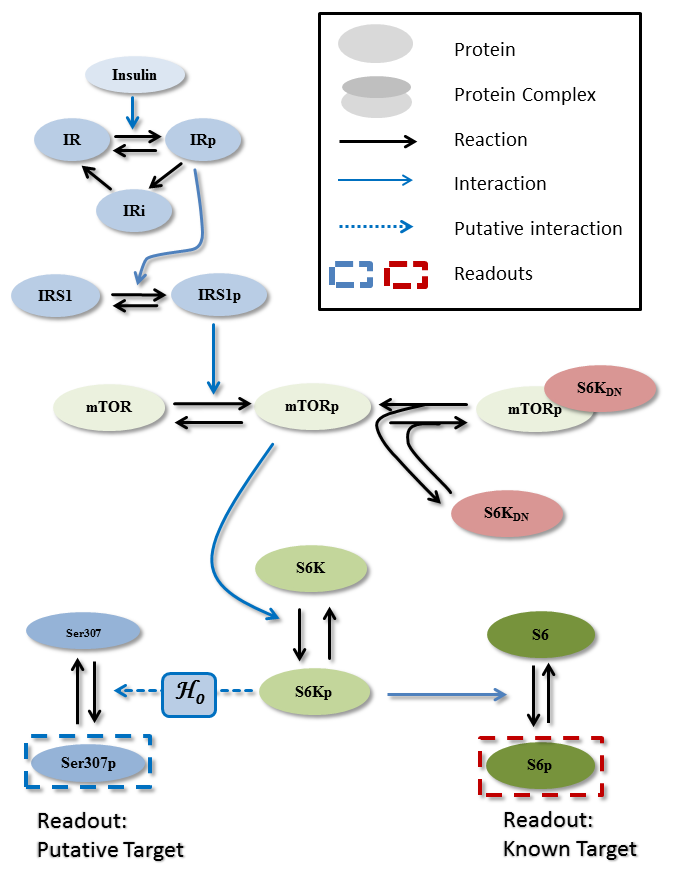 Insulin
IR
IRp
IRi
IRS1
IRS1p
mTOR
mTORp
mTORp
S6K_DN
S6K_DN
S6K
S6Kp
Ser307
Ser307p
ℋ₀
S6
S6p
Readout:
Putative Target
Readout:
Known Target
Protein
Protein Complex
Reaction
Interaction
Putative interaction
Readouts